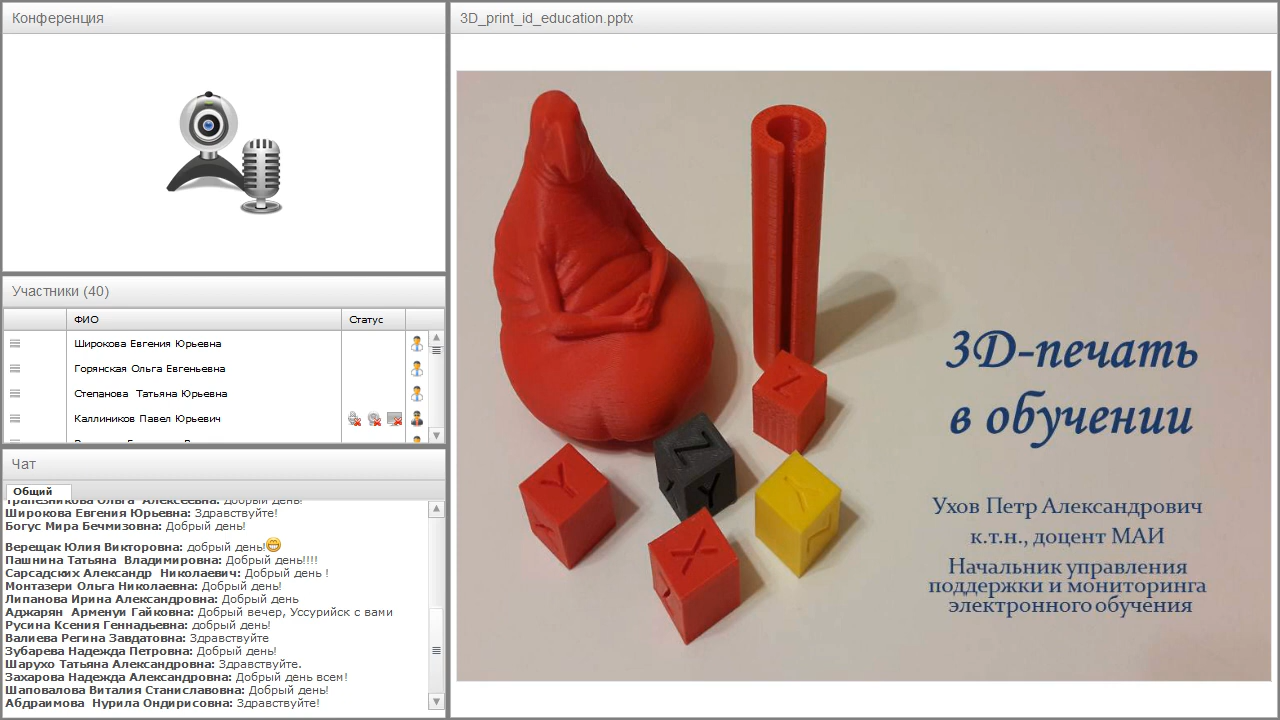 Конференция
Участники (40)
ФИО Статус
Широкова Евгения Юрьевна
Горянская Ольга Евгеньевна
Степанова Татьяна Юрьевна
Каллиников Павел Юрьевич
Чат
Общий
Трапезникова Ольга Алексеевна: Добрый день!
Широкова Евгения Юрьевна: Здравствуйте!
Богус Мира Бечмизовна: Добрый день!
Верещак Юлия Викторовна: добрый день!
Пашнина Татьяна Владимировна: Добрый день!!!!
Сарсадских Александр Николаевич: Добрый день !
Монтазери Ольга Николаевна: Добрый день!
Липанова Ирина Александровна: Добрый день
Аджарян Арменуи Гайковна: Добрый вечер, Уссурийск с вами
Русина Ксения Геннадьевна: добрый день!
Валиева Регина Завдатовна: Здравствуйте
Зубарева Надежда Петровна: Добрый день!
Шарухо Татьяна Александровна: Здравствуйте.
Захарова Надежда Александровна: Добрый день всем!
Шаповалова Виталия Станиславовна: Добрый день!
Абдраимова Нурила Ондирисовна: Здравствуйте!
3D_print_id_education.pptx
Z
Z
Y
Y
Y
X
3D-печать
в обучении
Ухов Петр Александрович
к.т.н., доцент МАИ
Начальник управления
поддержки и мониторинга
электронного обучения